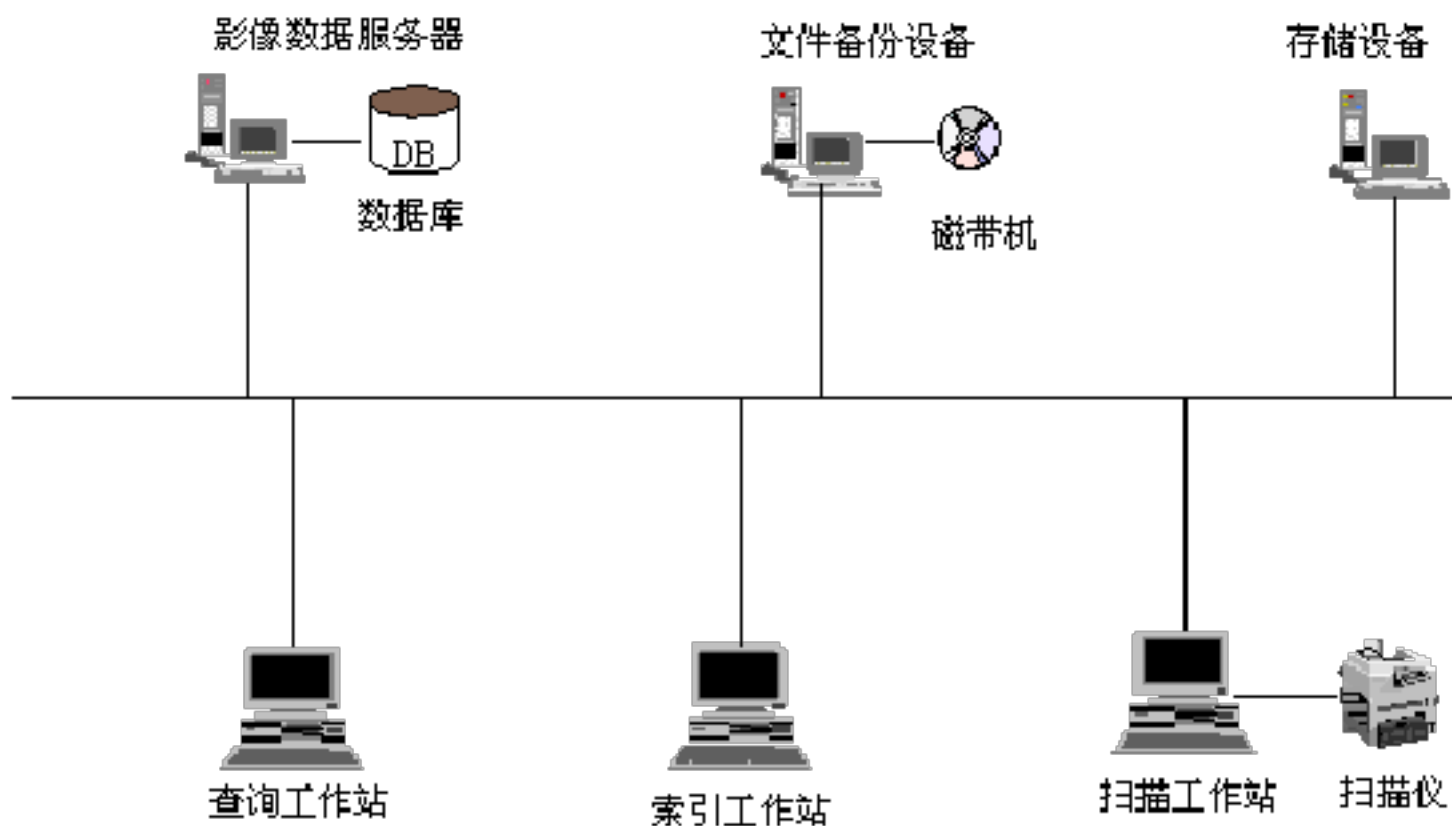 影像数据服务器
文件备份设备
存储设备
DB
数据库
磁带机
查询工作站
索引工作站
扫描工作站
扫描仪